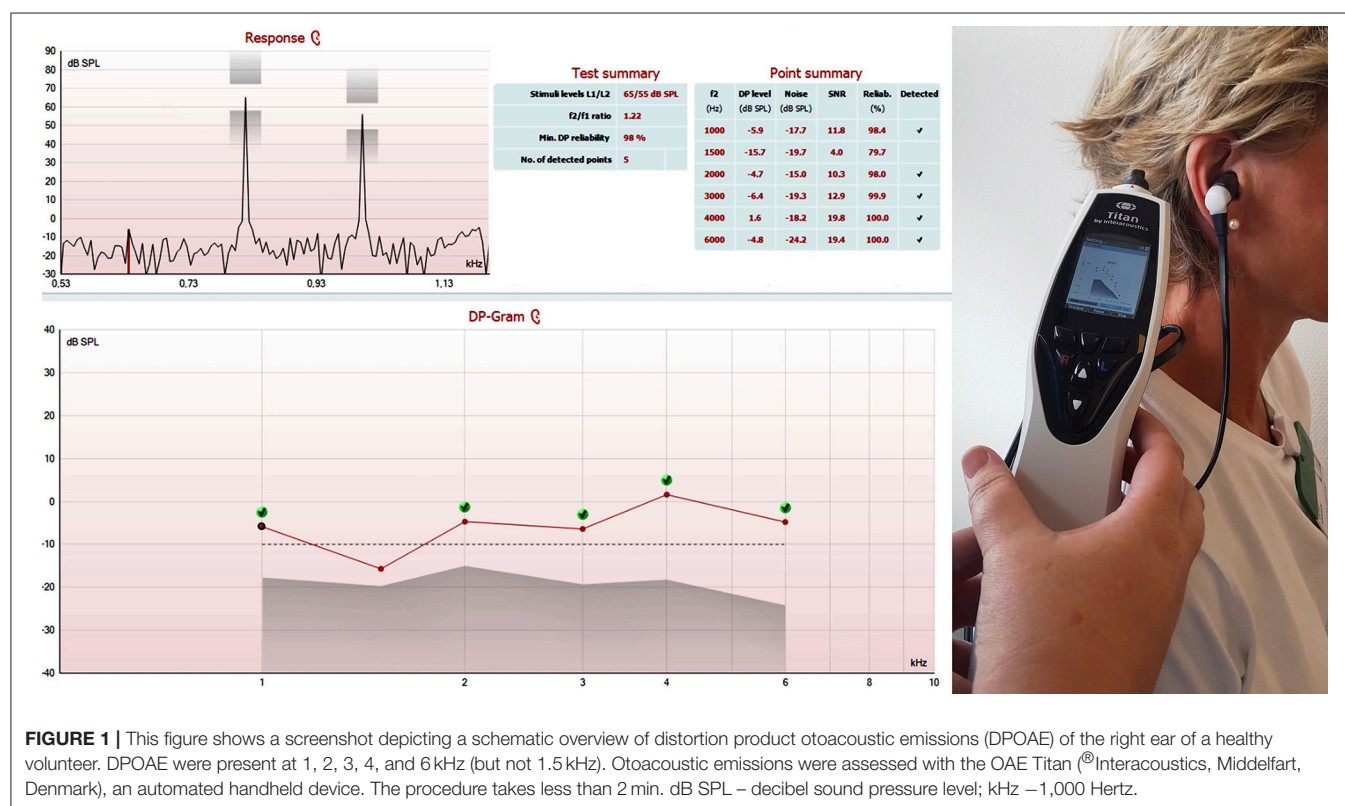 Response
dB SPL
90
80
70
60
50
40
30
20
10
0
-10
-20
-30
kHz
0.53 0.73 0.93 1.13
Test summary
Stimuli levels L1/L2 65/55 dB SPL
f2/f1 ratio 1.22
Min. DP reliability 98 %
No. of detected points 5
Point summary
f2 DP level Noise SNR Reliab. Detected
(Hz) (dB SPL) (dB SPL) (%)
1000 -5.9 -17.7 11.8 98.4 ✔
1500 -15.7 -19.7 4.0 79.7
2000 -4.7 -15.0 10.3 98.0 ✔
3000 -6.4 -19.3 12.9 99.9 ✔
4000 1.6 -18.2 19.8 100.0 ✔
6000 -4.8 -24.2 19.4 100.0 ✔
DP-Gram
dB SPL
40
30
20
10
0
-10
-20
-30
-40
kHz
1 2 3 4 6 8 10
Titan
by Interacoustics
Testing...
R L
FIGURE 1 | This figure shows a screenshot depicting a schematic overview of distortion product otoacoustic emissions (DPOAE) of the right ear of a healthy
volunteer. DPOAE were present at 1, 2, 3, 4, and 6 kHz (but not 1.5 kHz). Otoacoustic emissions were assessed with the OAE Titan (®Interacoustics, Middelfart,
Denmark), an automated handheld device. The procedure takes less than 2 min. dB SPL – decibel sound pressure level; kHz –1,000 Hertz.